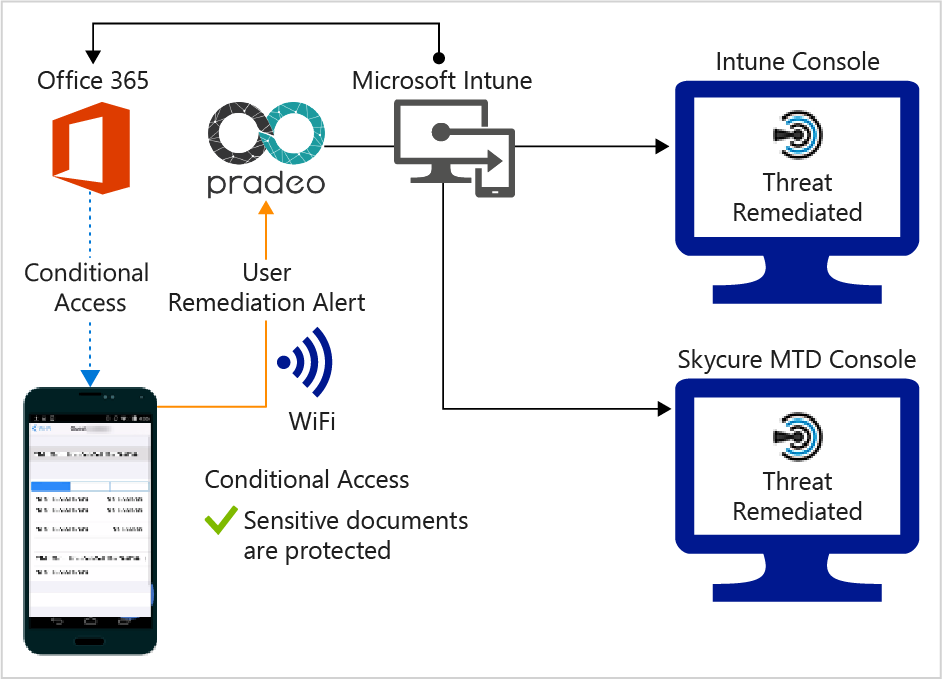 Office 365
Microsoft Intune
Intune Console
pradeo
Threat
Remediated
Conditional
Access
User
Remediation Alert
WiFi
Skycure MTD Console
Threat
Remediated
Conditional Access
Sensitive documents
are protected